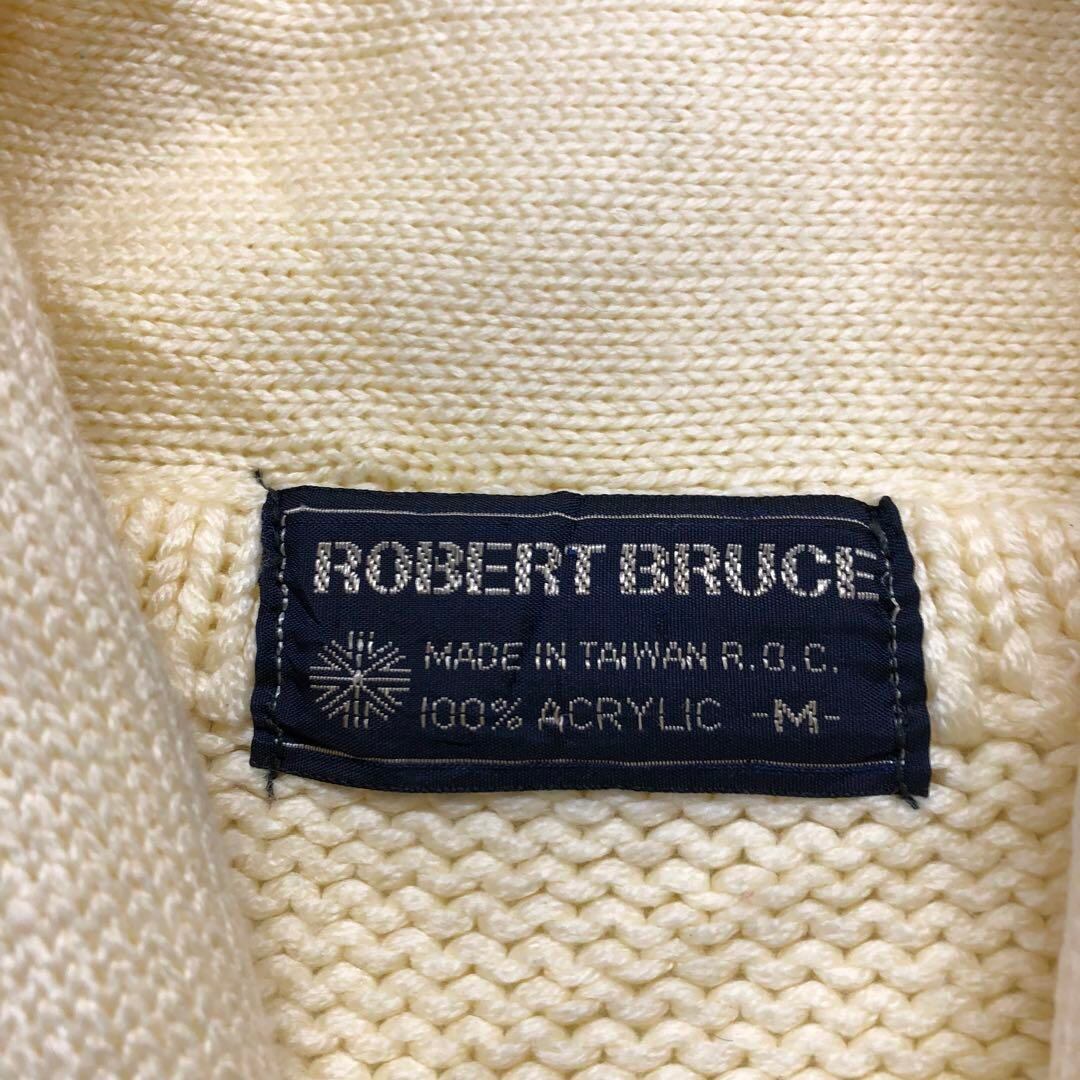 ROBERT BRUCE
MADE IN TAIWAN R.O.C.
100% ACRYLIC -M-